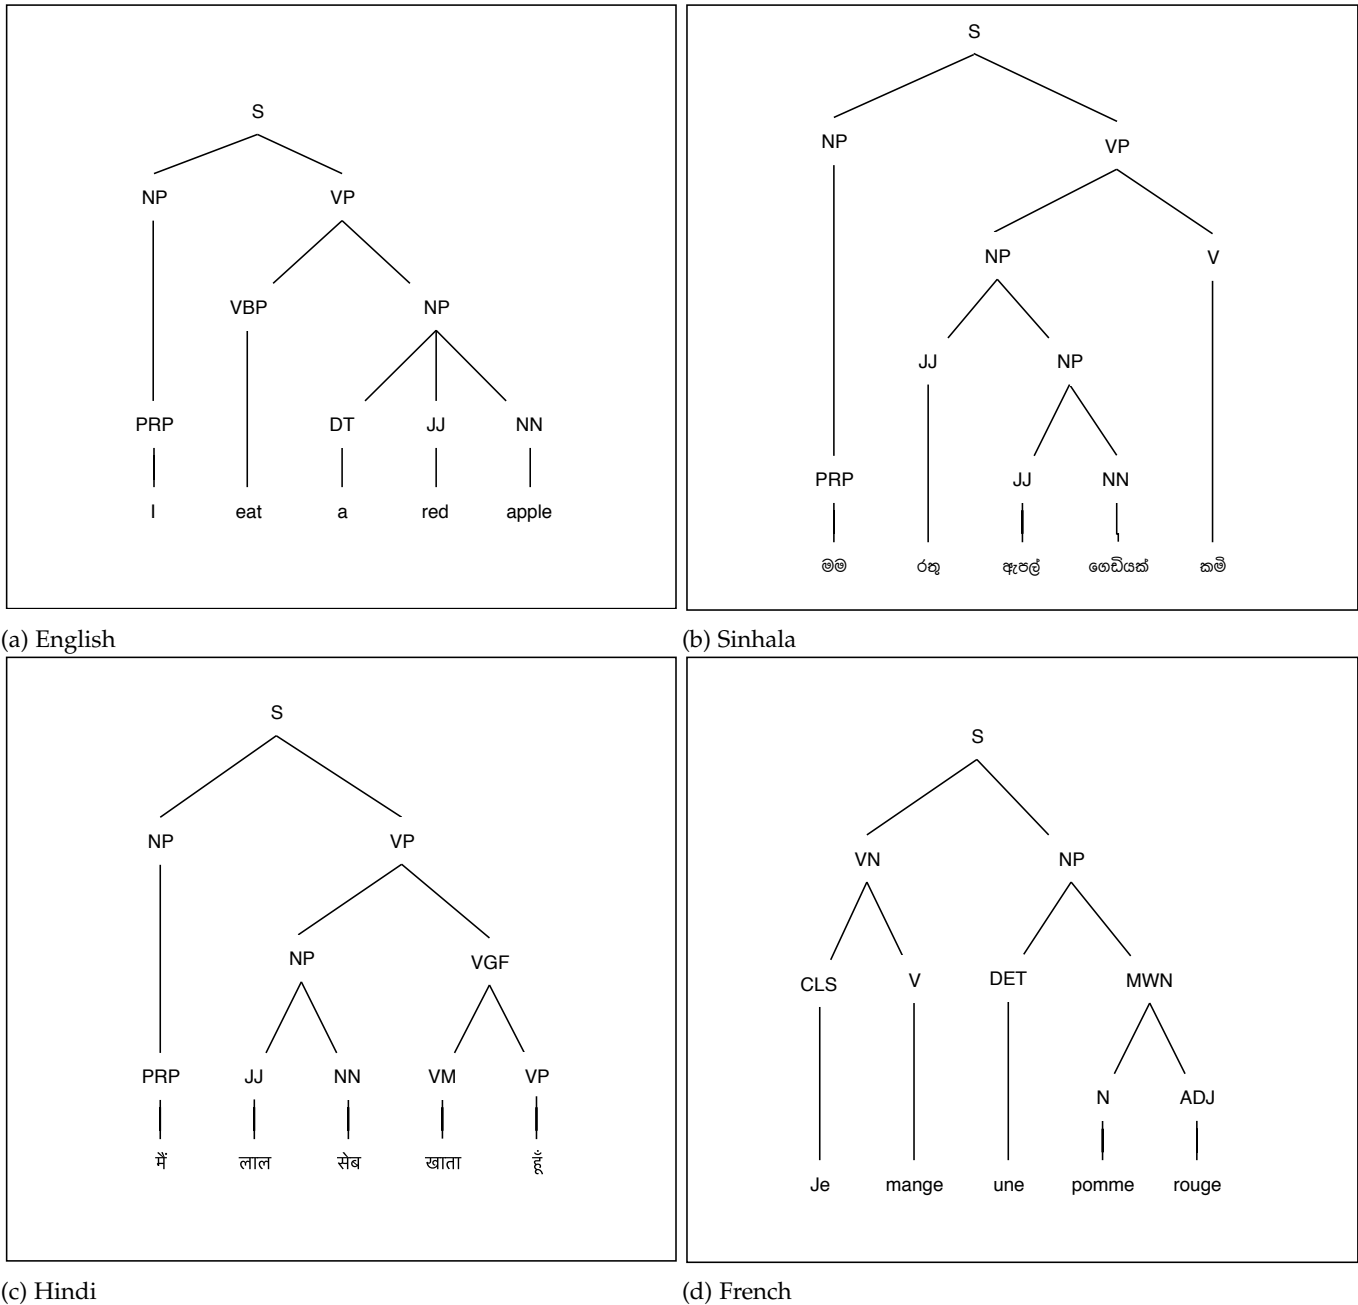 S
NP VP
VBP NP
PRP DT JJ NN
I eat a red apple
(a) English
S
NP VP
NP V
JJ NP
PRP JJ NN
මම රතු ඇපල් ගෙඩියක් කමි
(b) Sinhala
S
NP VP
NP VGF
PRP JJ NN VM VP
मैं लाल सेब खाता हूँ
(c) Hindi
S
VN NP
CLS V DET MWN
N ADJ
Je mange une pomme rouge
(d) French